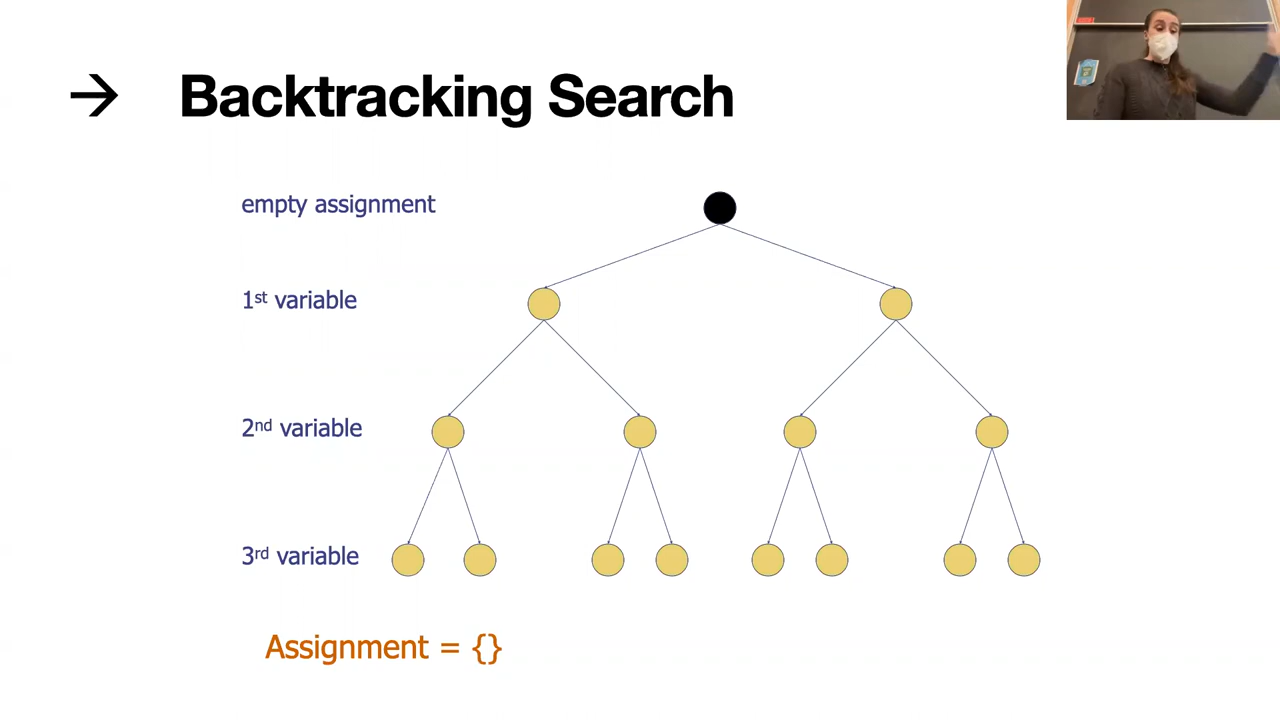 → Backtracking Search
empty assignment
1st variable
2nd variable
3rd variable
Assignment = {}